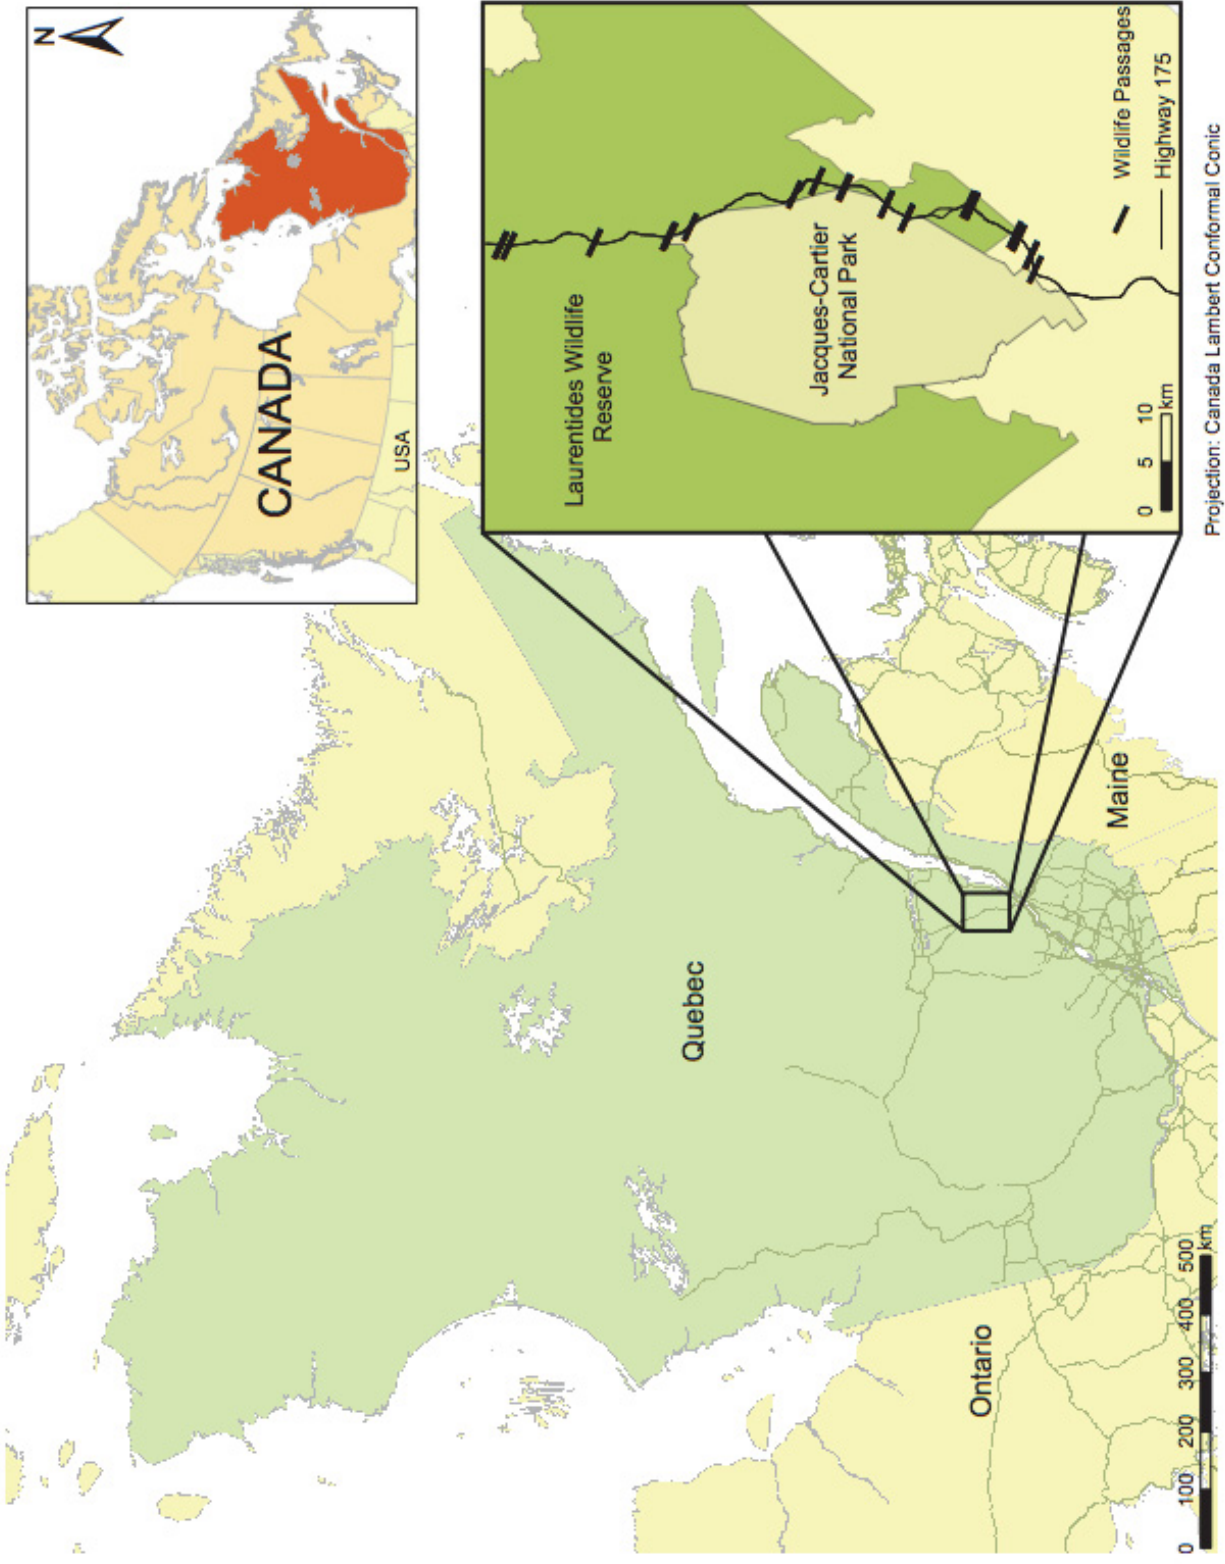 N
CANADA
USA
Laurentides Wildlife
Reserve
Jacques-Cartier
National Park
Wildlife Passages
Highway 175
0 5 10
km
Quebec
Maine
Ontario
0 100 200 300 400 500
km
Projection: Canada Lambert Conformal Conic